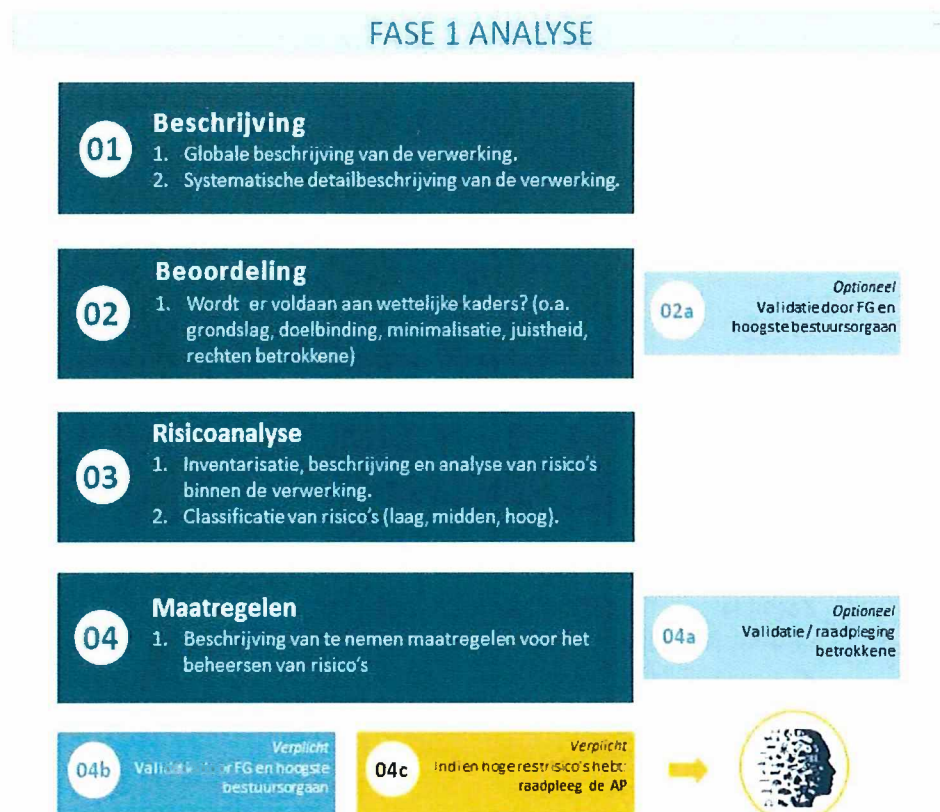 FASE 1 ANALYSE
01
Beschrijving
1. Globale beschrijving van de verwerking.
2. Systematische detailbeschrijving van de verwerking.
02
Beoordeling
1. Wordt er voldaan aan wettelijke kaders? (o.a.
grondslag, doelbinding, minimalisatie, juistheid,
rechten betrokkene)
02a
Optioneel
Validatie door FG en
hoogste bestuursorgaan
03
Risicoanalyse
1. Inventarisatie, beschrijving en analyse van risico's
binnen de verwerking.
2. Classificatie van risico's (laag, midden, hoog).
04
Maatregelen
1. Beschrijving van te nemen maatregelen voor het
beheersen van risico's
04a
Optioneel
Validatie / raadpleging
betrokkene
04b
Verplicht
FG en hoogste
bestuursorgaan
04c
Verplicht
Indien hoge restrisico's hebt:
raadpleeg de AP